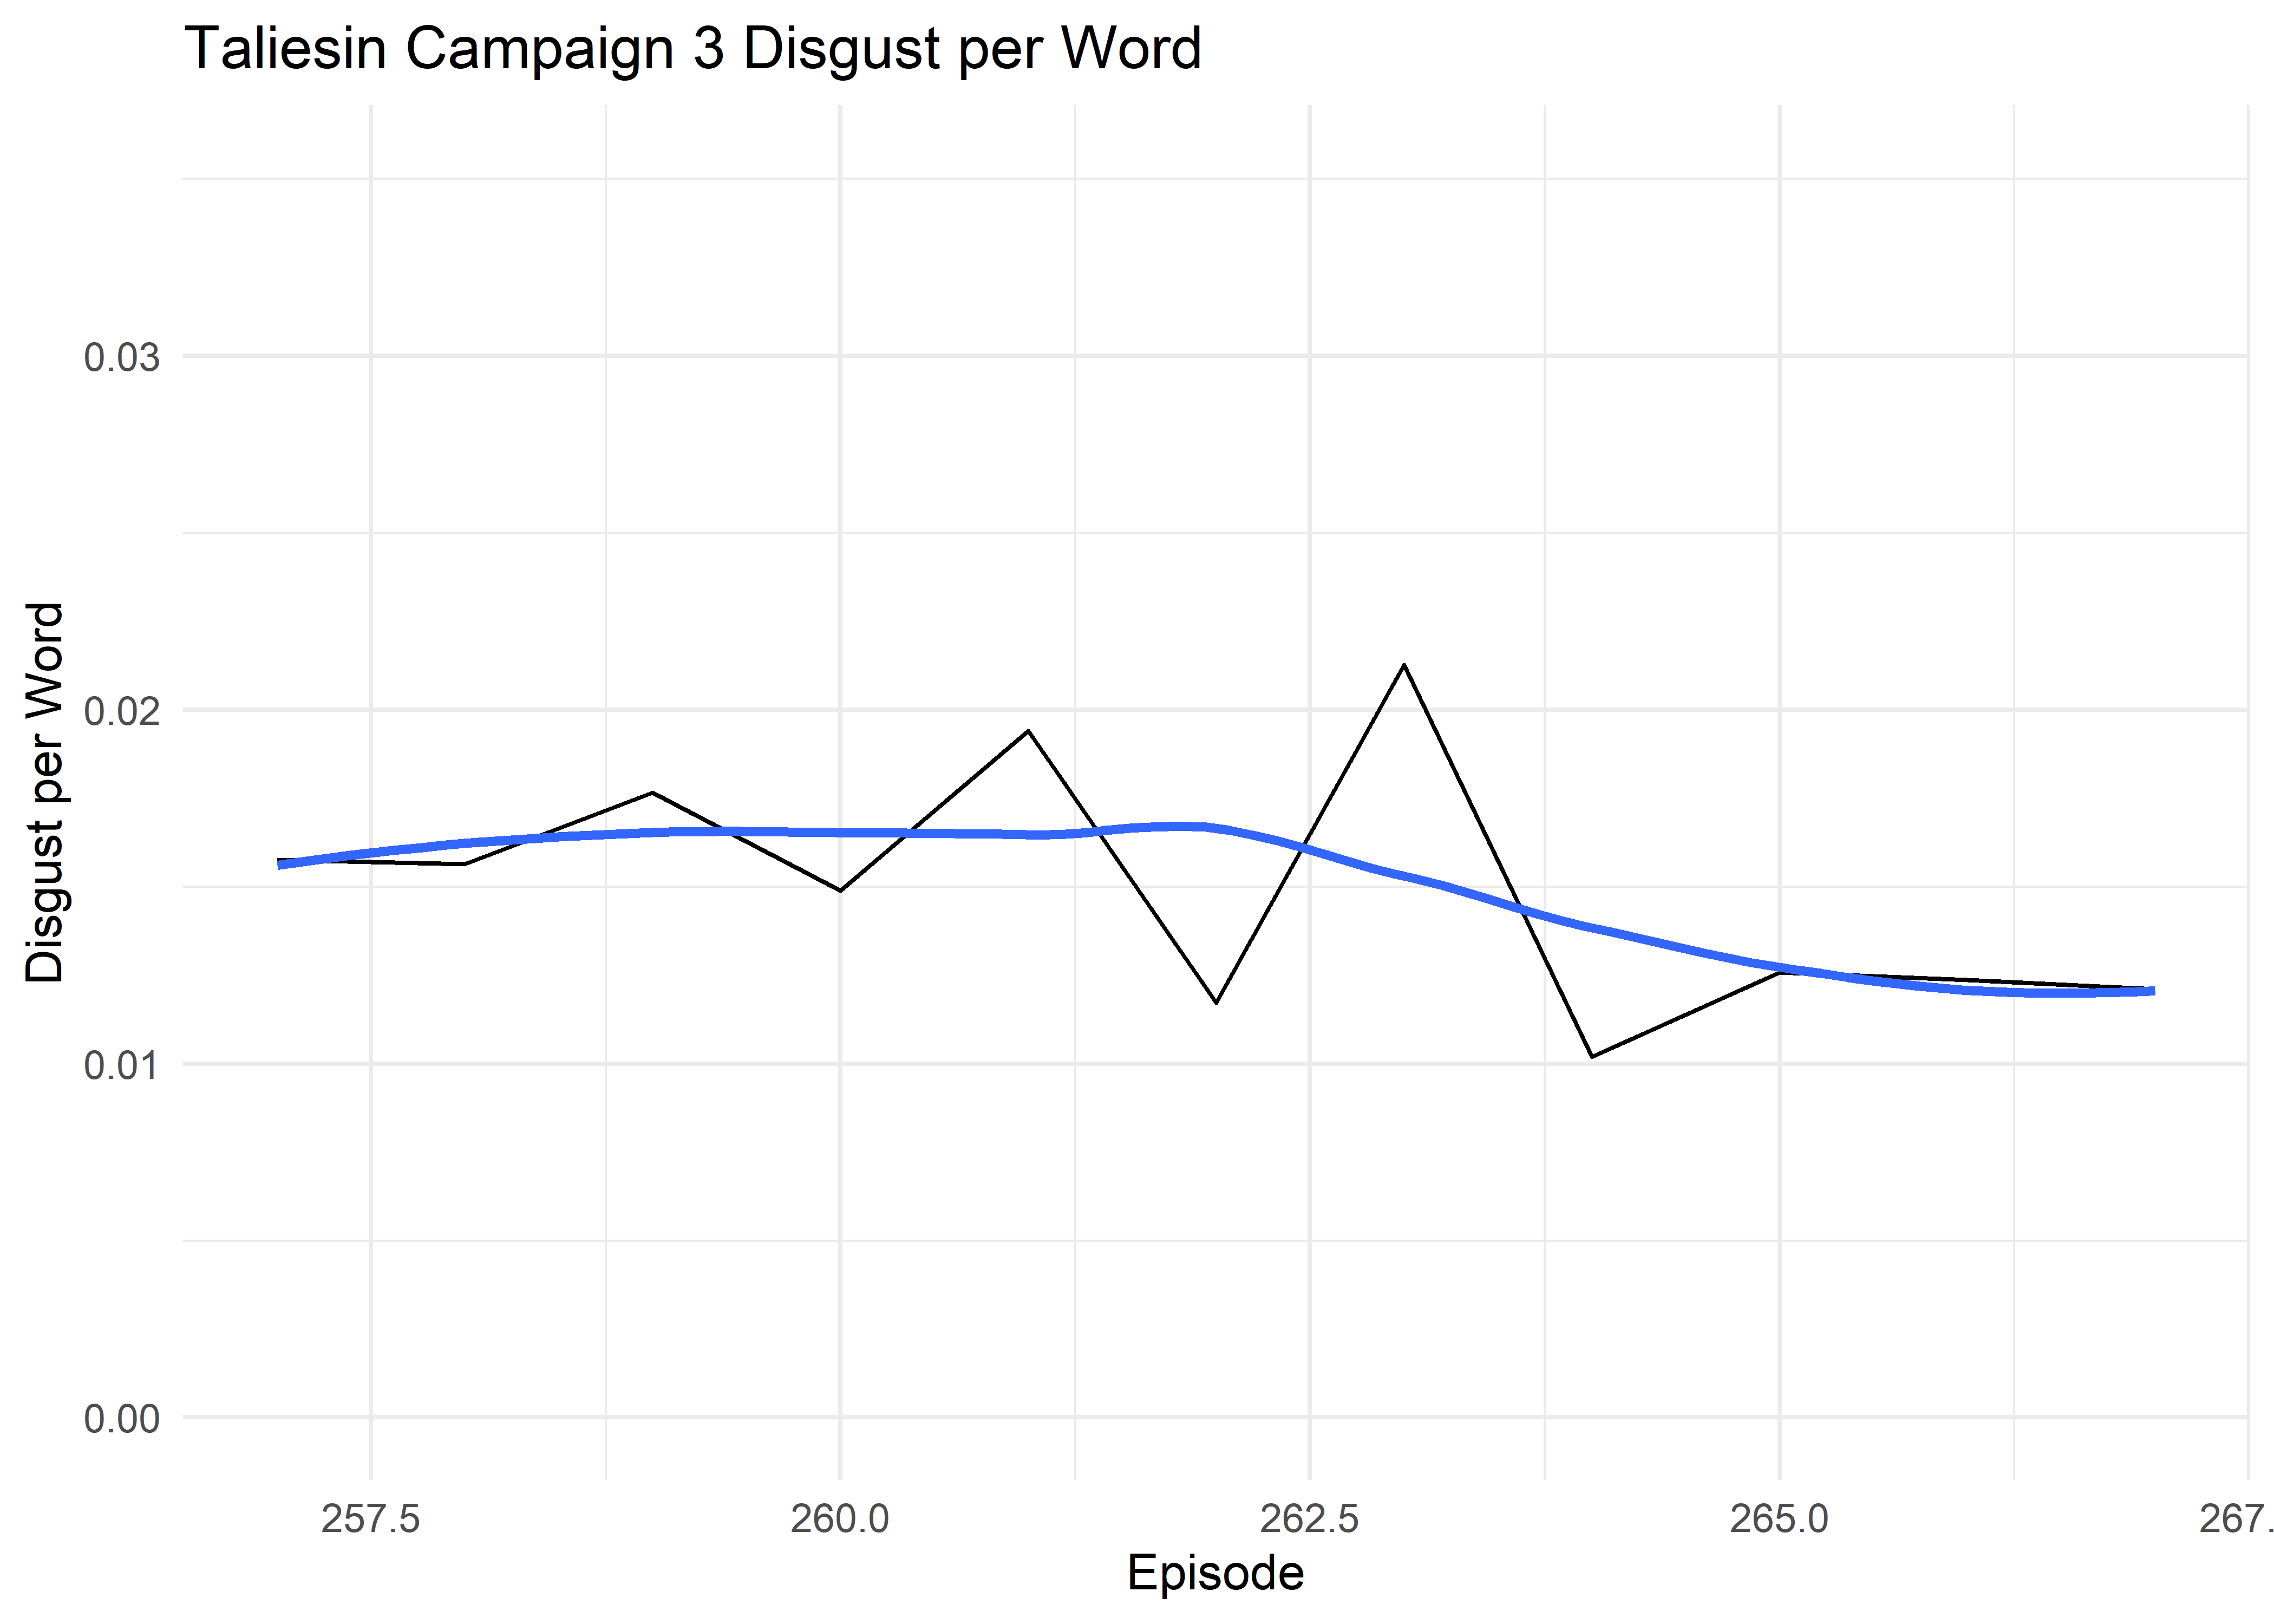 Taliesin Campaign 3 Disgust per Word
Disgust per Word
0.03
0.02
0.01
0.00
257.5 260.0 262.5 265.0 267.
Episode